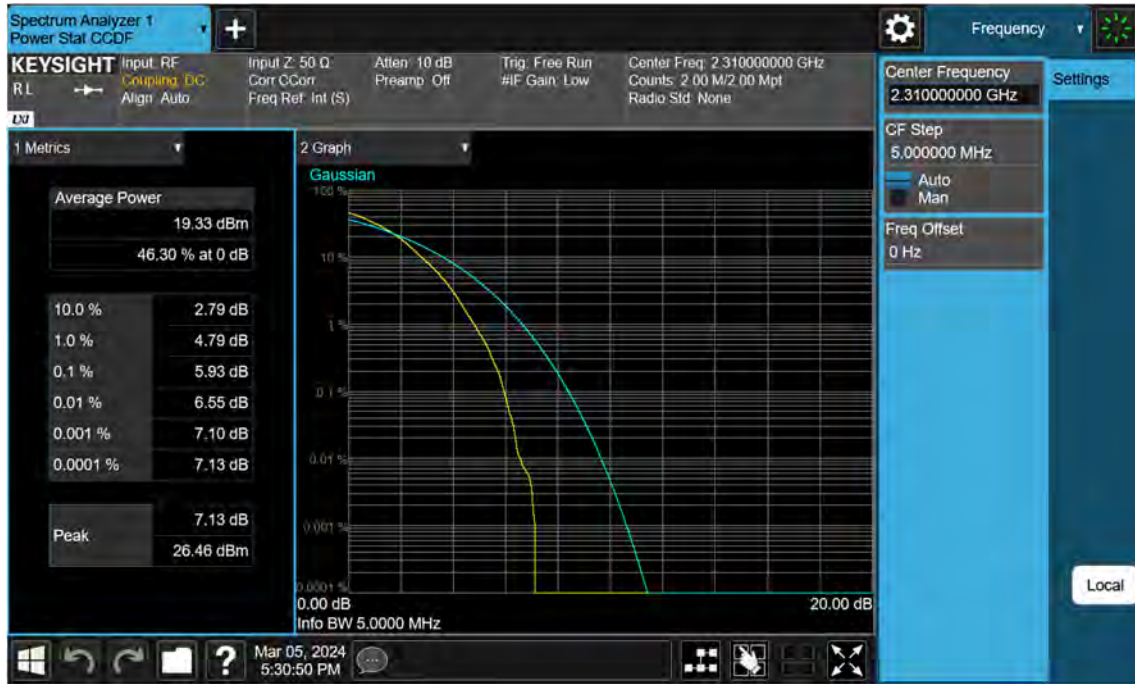 Spectrum Analyzer 1
Power Stat CCDF
+
Frequency
KEYSIGHT
RL
LXI
Input: RF
Coupling: DC
Align: Auto
Input Z: 50 Ω
Corr CCorr
Freq Ref: Int (S)
Atten: 10 dB
Preamp: Off
Trig: Free Run
#IF Gain: Low
Center Freq: 2.310000000 GHz
Counts: 2.00 M/2.00 Mpt
Radio Std: None
Center Frequency
2.310000000 GHz
Settings
CF Step
5.000000 MHz
Auto
Man
Freq Offset
0 Hz
1 Metrics
Average Power
19.33 dBm
46.30 % at 0 dB
10.0 % 2.79 dB
1.0 % 4.79 dB
0.1 % 5.93 dB
0.01 % 6.55 dB
0.001 % 7.10 dB
0.0001 % 7.13 dB
Peak 7.13 dB
26.46 dBm
2 Graph
Gaussian
100 %
10 %
1 %
0.1 %
0.01 %
0.001 %
0.0001 %
0.00 dB 20.00 dB
Info BW 5.0000 MHz
Local
?
Mar 05, 2024
5:30:50 PM